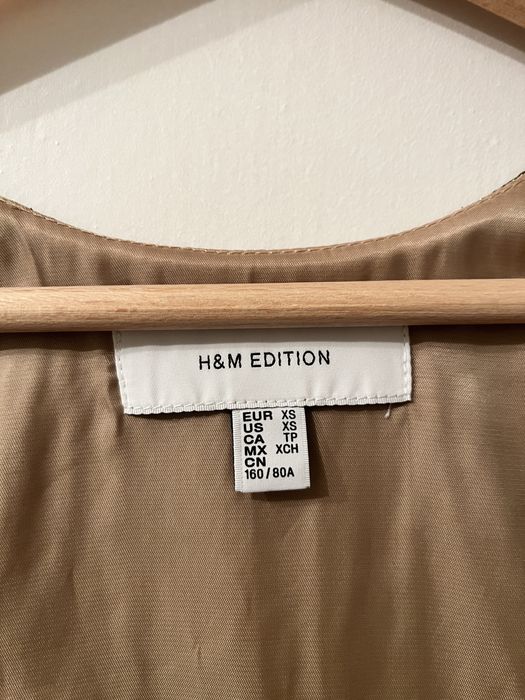 H&M EDITION
EUR XS
US XS
CA TP
MX XCH
CN
160/80A